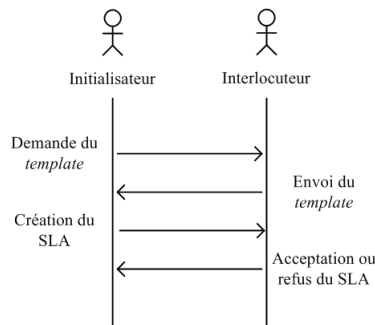 Initialisateur
Interlocuteur
Demande du
template
Envoi du
template
Création du
SLA
Acceptation ou
refus du SLA